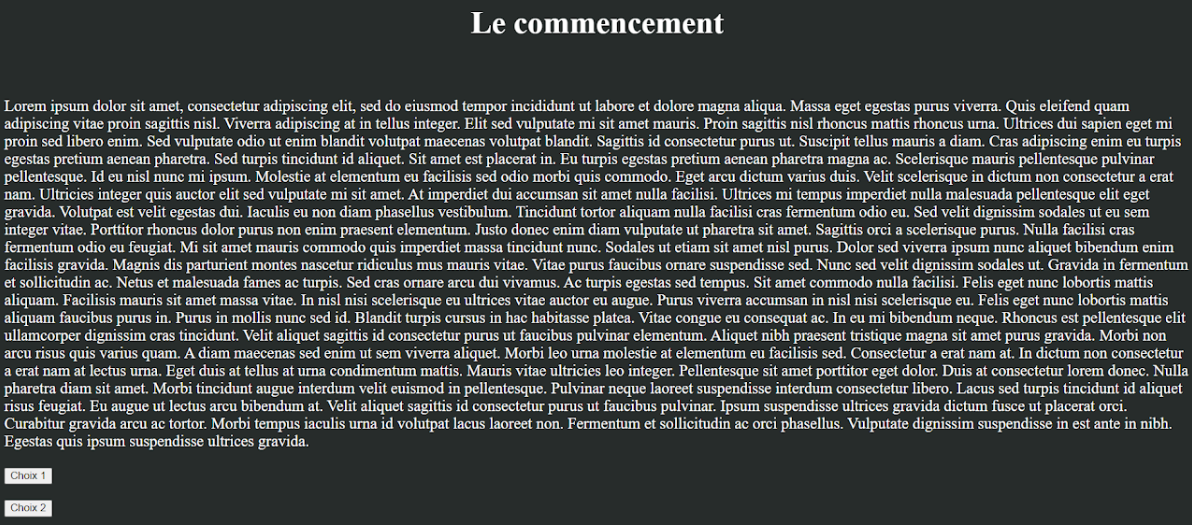 Le commencement
Lorem ipsum dolor sit amet, consectetur adipiscing elit, sed do eiusmod tempor incididunt ut labore et dolore magna aliqua. Massa eget egestas purus viverra. Quis eleifend quam
adipiscing vitae proin sagittis nisl. Viverra adipiscing at in tellus integer. Elit sed vulputate mi sit amet mauris. Proin sagittis nisl rhoncus mattis rhoncus urna. Ultrices dui sapien eget mi
proin sed libero enim. Sed vulputate odio ut enim blandit volutpat maecenas volutpat blandit. Sagittis id consectetur purus ut. Suscipit tellus mauris a diam. Cras adipiscing enim eu turpis
egestas pretium aenean pharetra. Sed turpis tincidunt id aliquet. Sit amet est placerat in. Eu turpis egestas pretium aenean pharetra magna ac. Scelerisque mauris pellentesque pulvinar
pellentesque. Id eu nisl nunc mi ipsum. Molestie at elementum eu facilisis sed odio morbi quis commodo. Eget arcu dictum varius duis. Velit scelerisque in dictum non consectetur a erat
nam. Ultricies integer quis auctor elit sed vulputate mi sit amet. At imperdiet dui accumsan sit amet nulla facilisi. Ultrices mi tempus imperdiet nulla malesuada pellentesque elit eget
gravida. Volutpat est velit egestas dui. Iaculis eu non diam phasellus vestibulum. Tincidunt tortor aliquam nulla facilisi cras fermentum odio eu. Sed velit dignissim sodales ut eu sem
integer vitae. Porttitor rhoncus dolor purus non enim praesent elementum. Justo donec enim diam vulputate ut pharetra sit amet. Sagittis orci a scelerisque purus. Nulla facilisi cras
fermentum odio eu feugiat. Mi sit amet mauris commodo quis imperdiet massa tincidunt nunc. Sodales ut etiam sit amet nisl purus. Dolor sed viverra ipsum nunc aliquet bibendum enim
facilisis gravida. Magnis dis parturient montes nascetur ridiculus mus mauris vitae. Vitae purus faucibus ornare suspendisse sed. Nunc sed velit dignissim sodales ut. Gravida in fermentum
et sollicitudin ac. Netus et malesuada fames ac turpis. Sed cras ornare arcu dui vivamus. Ac turpis egestas sed tempus. Sit amet commodo nulla facilisi. Felis eget nunc lobortis mattis
aliquam. Facilisis mauris sit amet massa vitae. In nisl nisi scelerisque eu ultrices vitae auctor eu augue. Purus viverra accumsan in nisl nisi scelerisque eu. Felis eget nunc lobortis mattis
aliquam faucibus purus in. Purus in mollis nunc sed id. Blandit turpis cursus in hac habitasse platea. Vitae congue eu consequat ac. In eu mi bibendum neque. Rhoncus est pellentesque elit
ullamcorper dignissim cras tincidunt. Velit aliquet sagittis id consectetur purus ut faucibus pulvinar elementum. Aliquet nibh praesent tristique magna sit amet purus gravida. Morbi non
arcu risus quis varius quam. A diam maecenas sed enim ut sem viverra aliquet. Morbi leo urna molestie at elementum eu facilisis sed. Consectetur a erat nam at. In dictum non consectetur
a erat nam at lectus urna. Eget duis at tellus at urna condimentum mattis. Mauris vitae ultricies leo integer. Pellentesque sit amet porttitor eget dolor. Duis at consectetur lorem donec. Nulla
pharetra diam sit amet. Morbi tincidunt augue interdum velit euismod in pellentesque. Pulvinar neque laoreet suspendisse interdum consectetur libero. Lacus sed turpis tincidunt id aliquet
risus feugiat. Eu augue ut lectus arcu bibendum at. Velit aliquet sagittis id consectetur purus ut faucibus pulvinar. Ipsum suspendisse ultrices gravida dictum fusce ut placerat orci.
Curabitur gravida arcu ac tortor. Morbi tempus iaculis urna id volutpat lacus laoreet non. Fermentum et sollicitudin ac orci phasellus. Vulputate dignissim suspendisse in est ante in nibh.
Egestas quis ipsum suspendisse ultrices gravida.
Choix 1
Choix 2